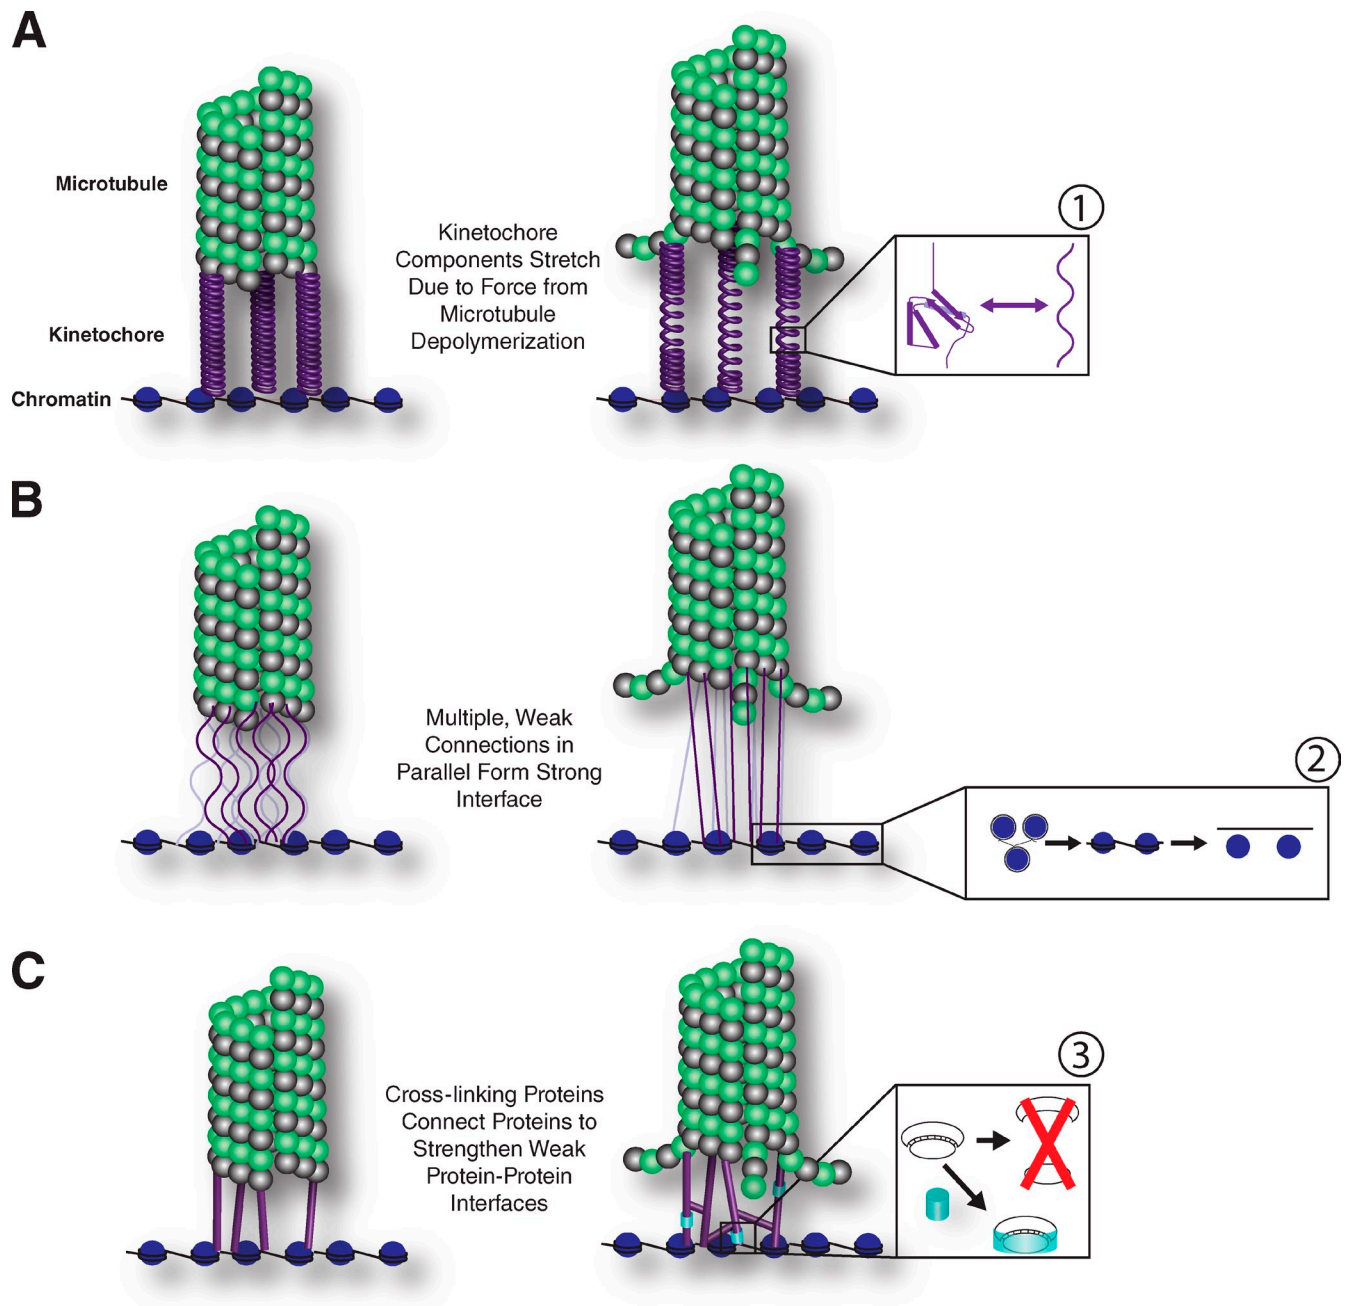 A
Microtubule
Kinetochore
Chromatin
Kinetochore
Components Stretch
Due to Force from
Microtubule
Depolymerization
1
B
Multiple, Weak
Connections in
Parallel Form Strong
Interface
2
C
Cross-linking Proteins
Connect Proteins to
Strengthen Weak
Protein-Protein
Interfaces
3